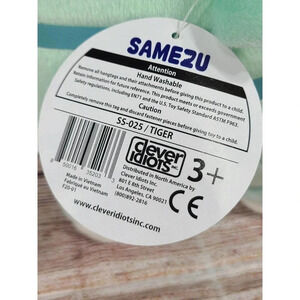 SAME2U
Attention
Hand Washable
Remove all hangtags and their attachments before giving this product to a child.
Retain information for future reference. This product meets or exceeds government
safety regulations, including EN71 and the U.S. Toy Safety Standard ASTM F963.
Caution
Completely remove this tag and discard fastener pieces before giving toy to a child.
SS-025 / TIGER
clever
idiots
3+
Distributed in North America by
Clever Idiots Inc.
801 E 8th Street
Los Angeles, CA 90021
(800)892-2816
CE
Made in Vietnam
Fabriqué au Vietnam
F20-91
www.cleveridiotsinc.com